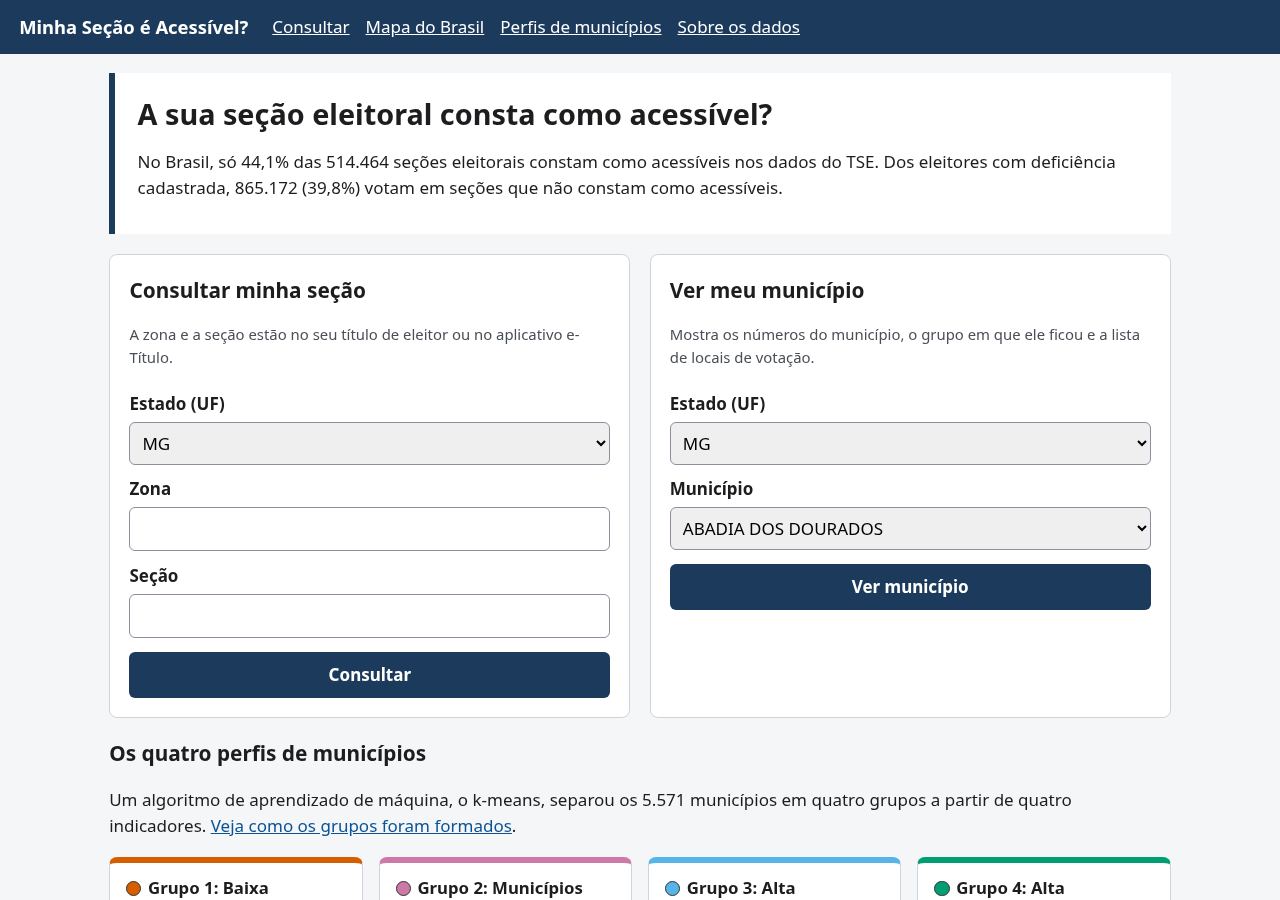 Minha Seção é Acessível? Consultar Mapa do Brasil Perfis de municípios Sobre os dados
A sua seção eleitoral consta como acessível?
No Brasil, só 44,1% das 514.464 seções eleitorais constam como acessíveis nos dados do TSE. Dos eleitores com deficiência
cadastrada, 865.172 (39,8%) votam em seções que não constam como acessíveis.
Consultar minha seção
A zona e a seção estão no seu título de eleitor ou no aplicativo e-
Título.
Estado (UF)
MG
Zona
Seção
Consultar
Ver meu município
Mostra os números do município, o grupo em que ele ficou e a lista
de locais de votação.
Estado (UF)
MG
Município
ABADIA DOS DOURADOS
Ver município
Os quatro perfis de municípios
Um algoritmo de aprendizado de máquina, o k-means, separou os 5.571 municípios em quatro grupos a partir de quatro
indicadores. Veja como os grupos foram formados.
Grupo 1: Baixa
Grupo 2: Municípios
Grupo 3: Alta
Grupo 4: Alta